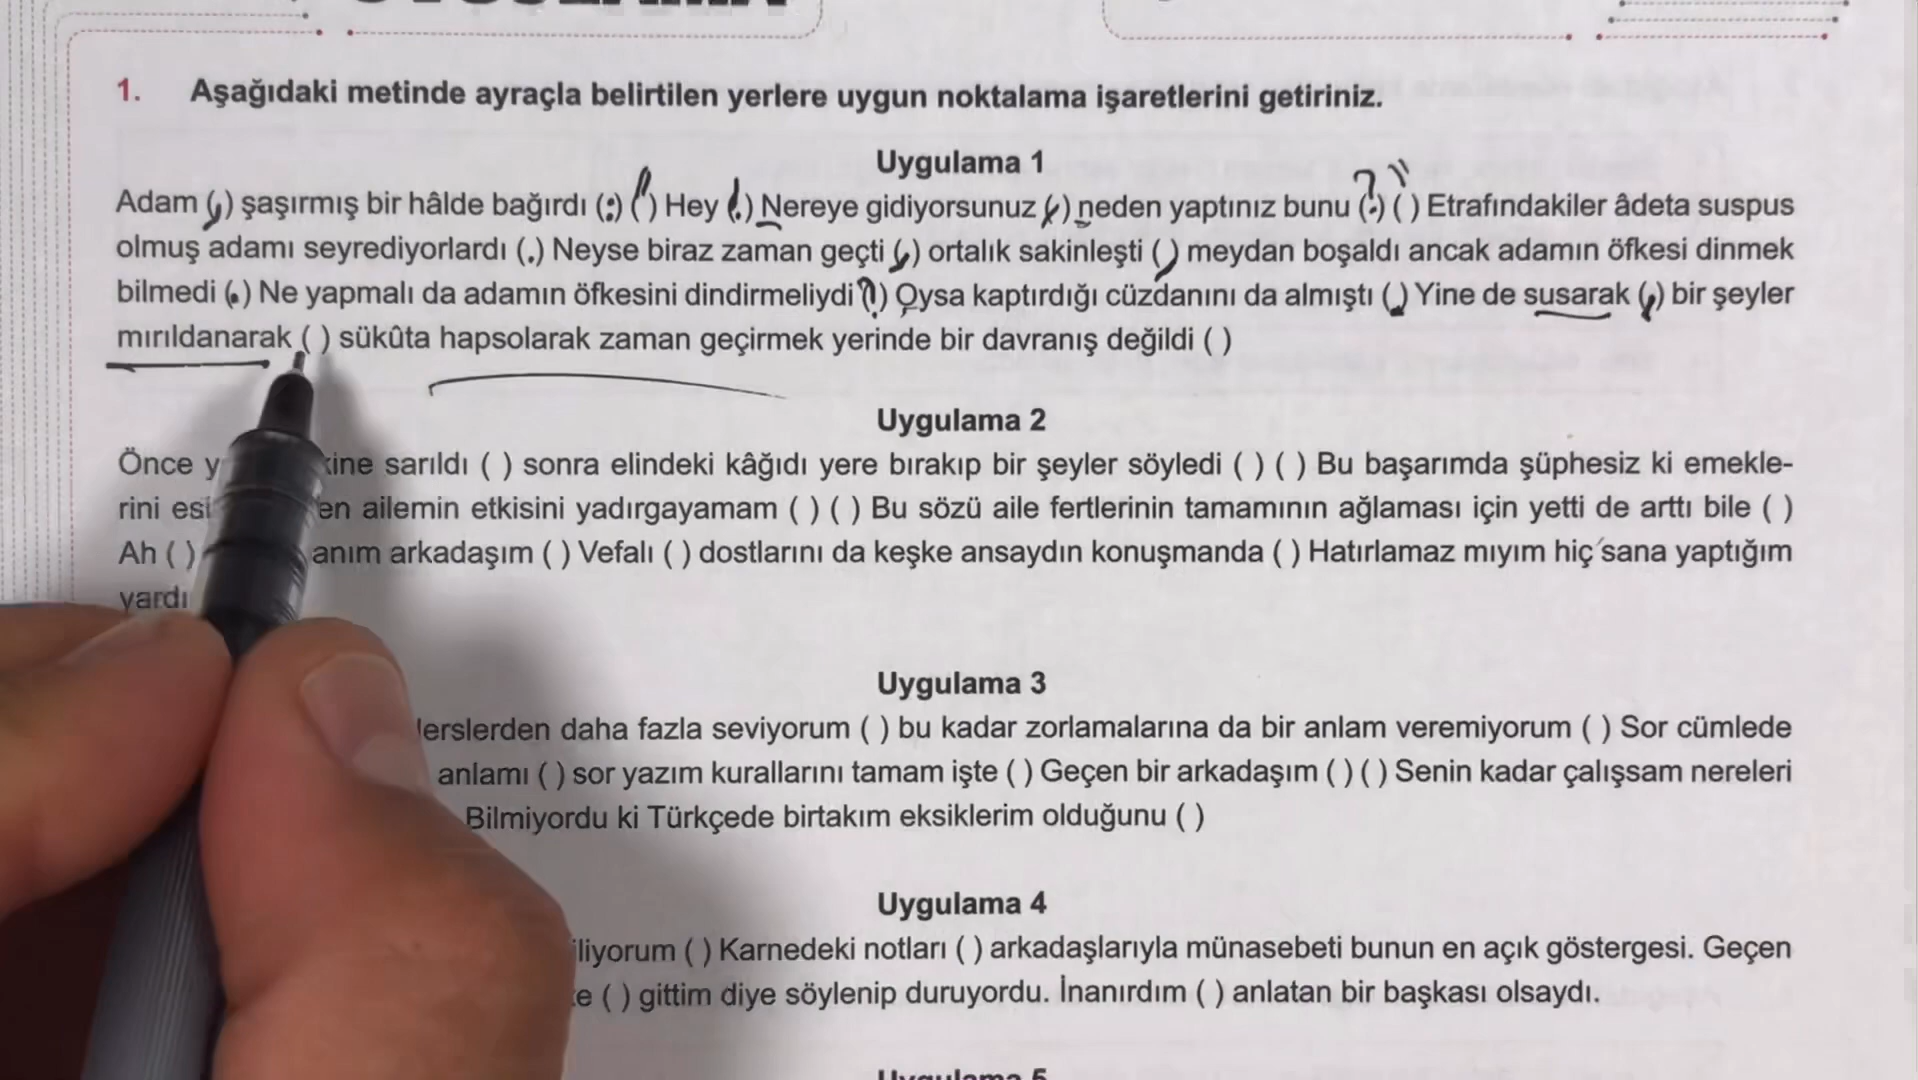 1. Aşağıdaki metinde ayraçla belirtilen yerlere uygun noktalama işaretlerini getiriniz.
Uygulama 1
Adam (,) şaşırmış bir hâlde bağırdı (:) (") Hey (!) Nereye gidiyorsunuz (,) neden yaptınız bunu (?) (") Etrafındakiler âdeta suspus
olmuş adamı seyrediyorlardı (.) Neyse biraz zaman geçti (,) ortalık sakinleşti (,) meydan boşaldı ancak adamın öfkesi dinmek
bilmedi (.) Ne yapmalı da adamın öfkesini dindirmeliydi (?) Oysa kaptırdığı cüzdanını da almıştı (.) Yine de susarak (,) bir şeyler
mırıldanarak ( ) sükûta hapsolarak zaman geçirmek yerinde bir davranış değildi ( )
Uygulama 2
Önce sarıldı ( ) sonra elindeki kâğıdı yere bırakıp bir şeyler söyledi ( ) ( ) Bu başarımda şüphesiz ki emekle-
rini ailemin etkisini yadırgayamam ( ) ( ) Bu sözü aile fertlerinin tamamının ağlaması için yetti de arttı bile ( )
Ah ( ) anım arkadaşım ( ) Vefalı ( ) dostlarını da keşke ansaydın konuşmanda ( ) Hatırlamaz mıyım hiç sana yaptığım
yardı
Uygulama 3
derslerden daha fazla seviyorum ( ) bu kadar zorlamalarına da bir anlam veremiyorum ( ) Sor cümlede
anlamı ( ) sor yazım kurallarını tamam işte ( ) Geçen bir arkadaşım ( ) ( ) Senin kadar çalışsam nereleri
Bilmiyordu ki Türkçede birtakım eksiklerim olduğunu ( )
Uygulama 4
iliyorum ( ) Karnedeki notları ( ) arkadaşlarıyla münasebeti bunun en açık göstergesi. Geçen
e ( ) gittim diye söylenip duruyordu. İnanırdım ( ) anlatan bir başkası olsaydı.
Uygulama 5